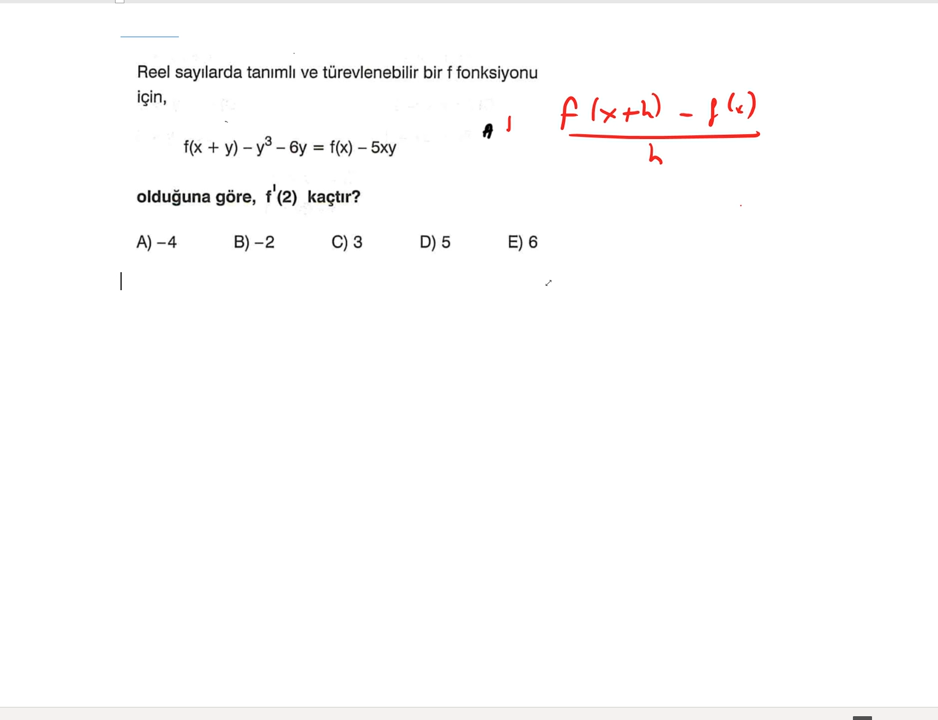 Reel sayılarda tanımlı ve türevlenebilir bir f fonksiyonu
için,
f(x + y) – y³ – 6y = f(x) – 5xy
olduğuna göre, f'(2) kaçtır?
A) –4 B) –2 C) 3 D) 5 E) 6
f(x+h) - f(x)
h